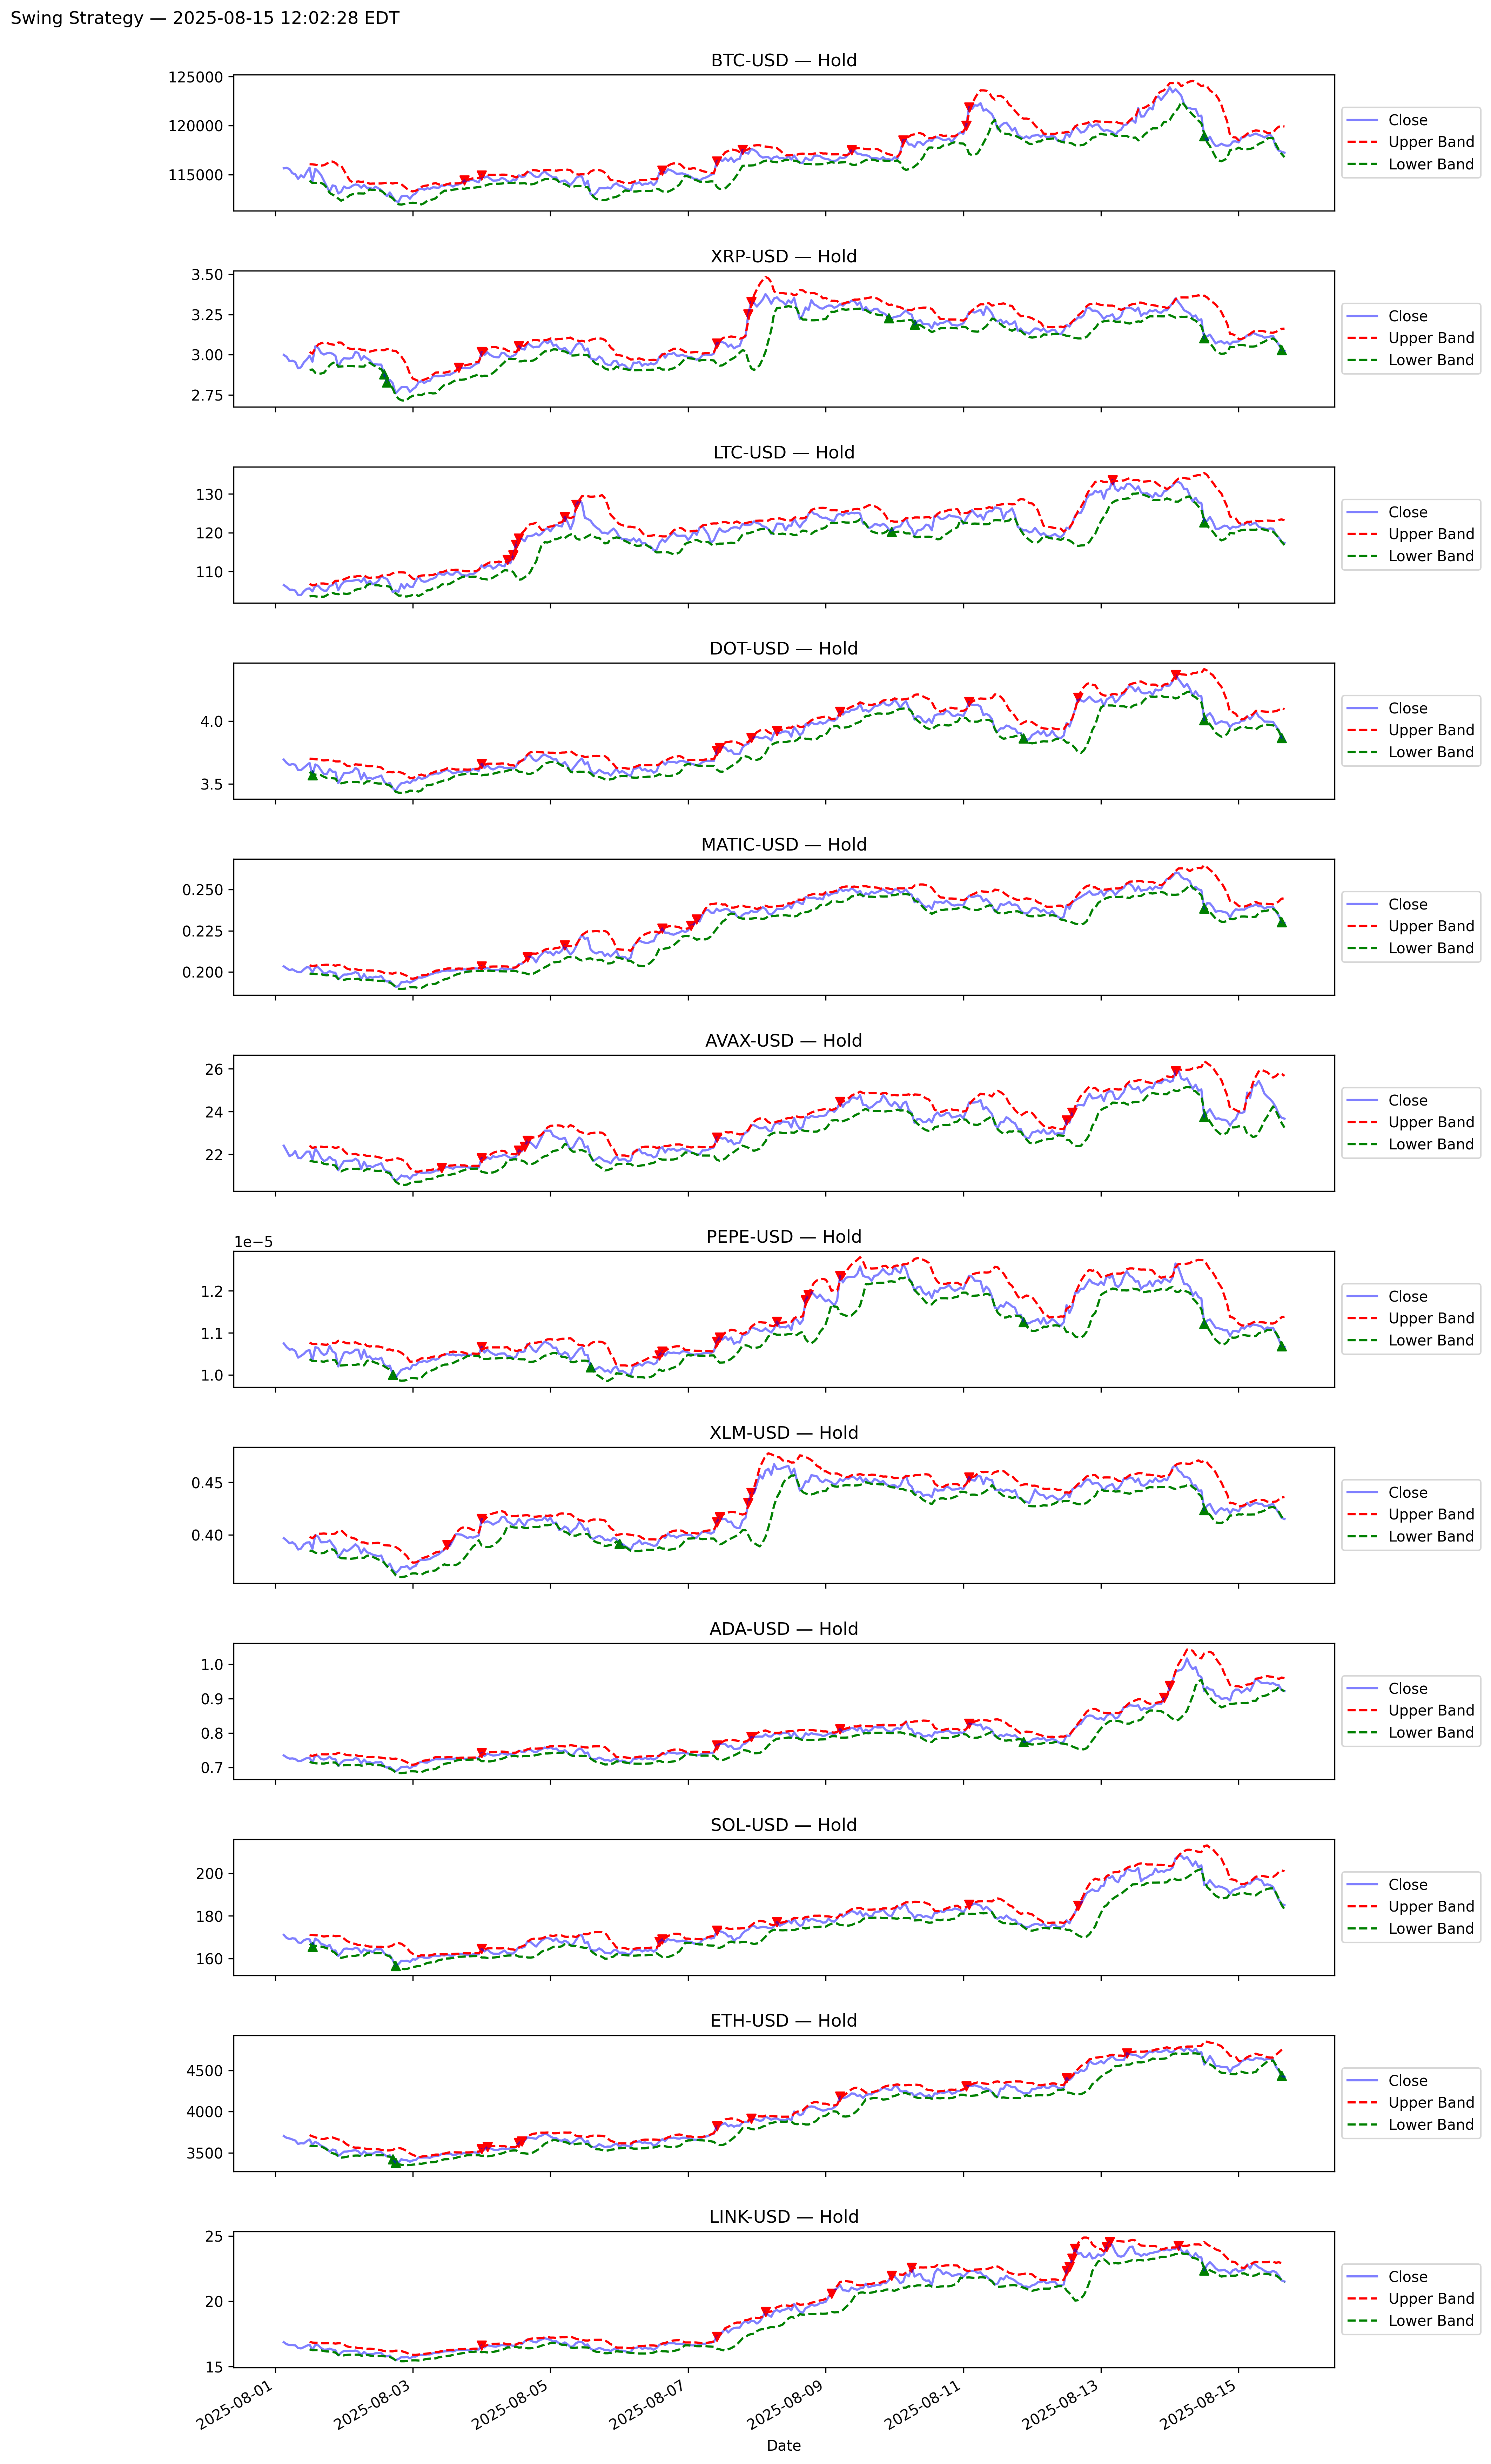 Swing Strategy — 2025-08-15 12:02:28 EDT
BTC-USD — Hold
125000
120000
115000
Close
Upper Band
Lower Band
XRP-USD — Hold
3.50
3.25
3.00
2.75
Close
Upper Band
Lower Band
LTC-USD — Hold
130
120
110
Close
Upper Band
Lower Band
DOT-USD — Hold
4.0
3.5
Close
Upper Band
Lower Band
MATIC-USD — Hold
0.250
0.225
0.200
Close
Upper Band
Lower Band
AVAX-USD — Hold
26
24
22
Close
Upper Band
Lower Band
PEPE-USD — Hold
1e−5
1.2
1.1
1.0
Close
Upper Band
Lower Band
XLM-USD — Hold
0.45
0.40
Close
Upper Band
Lower Band
ADA-USD — Hold
1.0
0.9
0.8
0.7
Close
Upper Band
Lower Band
SOL-USD — Hold
200
180
160
Close
Upper Band
Lower Band
ETH-USD — Hold
4500
4000
3500
Close
Upper Band
Lower Band
LINK-USD — Hold
25
20
15
Close
Upper Band
Lower Band
2025-08-01
2025-08-03
2025-08-05
2025-08-07
2025-08-09
2025-08-11
2025-08-13
2025-08-15
Date